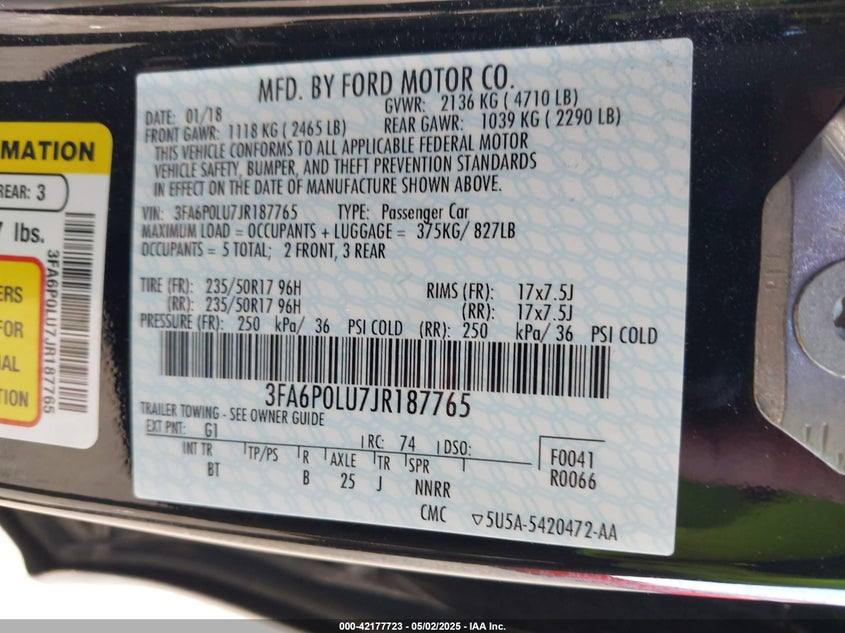 MFD. BY FORD MOTOR CO.
DATE: 01/18 GVWR: 2136 KG ( 4710 LB)
FRONT GAWR: 1118 KG ( 2465 LB) REAR GAWR: 1039 KG ( 2290 LB)
THIS VEHICLE CONFORMS TO ALL APPLICABLE FEDERAL MOTOR
VEHICLE SAFETY, BUMPER, AND THEFT PREVENTION STANDARDS
IN EFFECT ON THE DATE OF MANUFACTURE SHOWN ABOVE.
VIN: 3FA6P0LU7JR187765 TYPE: Passenger Car
MAXIMUM LOAD = OCCUPANTS + LUGGAGE = 375KG/ 827LB
OCCUPANTS = 5 TOTAL; 2 FRONT, 3 REAR
TIRE (FR): 235/50R17 96H RIMS (FR): 17x7.5J
(RR): 235/50R17 96H (RR): 17x7.5J
PRESSURE (FR): 250 kPa/ 36 PSI COLD (RR): 250 kPa/ 36 PSI COLD
3FA6P0LU7JR187765
TRAILER TOWING - SEE OWNER GUIDE
EXT PNT: G1 RC: 74 DSO:
INT TR TP/PS R AXLE TR SPR
BT B 25 J NNRR
F0041
R0066
CMC ▽5U5A-5420472-AA
MATION
REAR: 3
7 lbs.
ERS
FOR
NAL
N
3FA6P0LU7JR187765
000-42177723 - 05/02/2025 - IAA Inc.